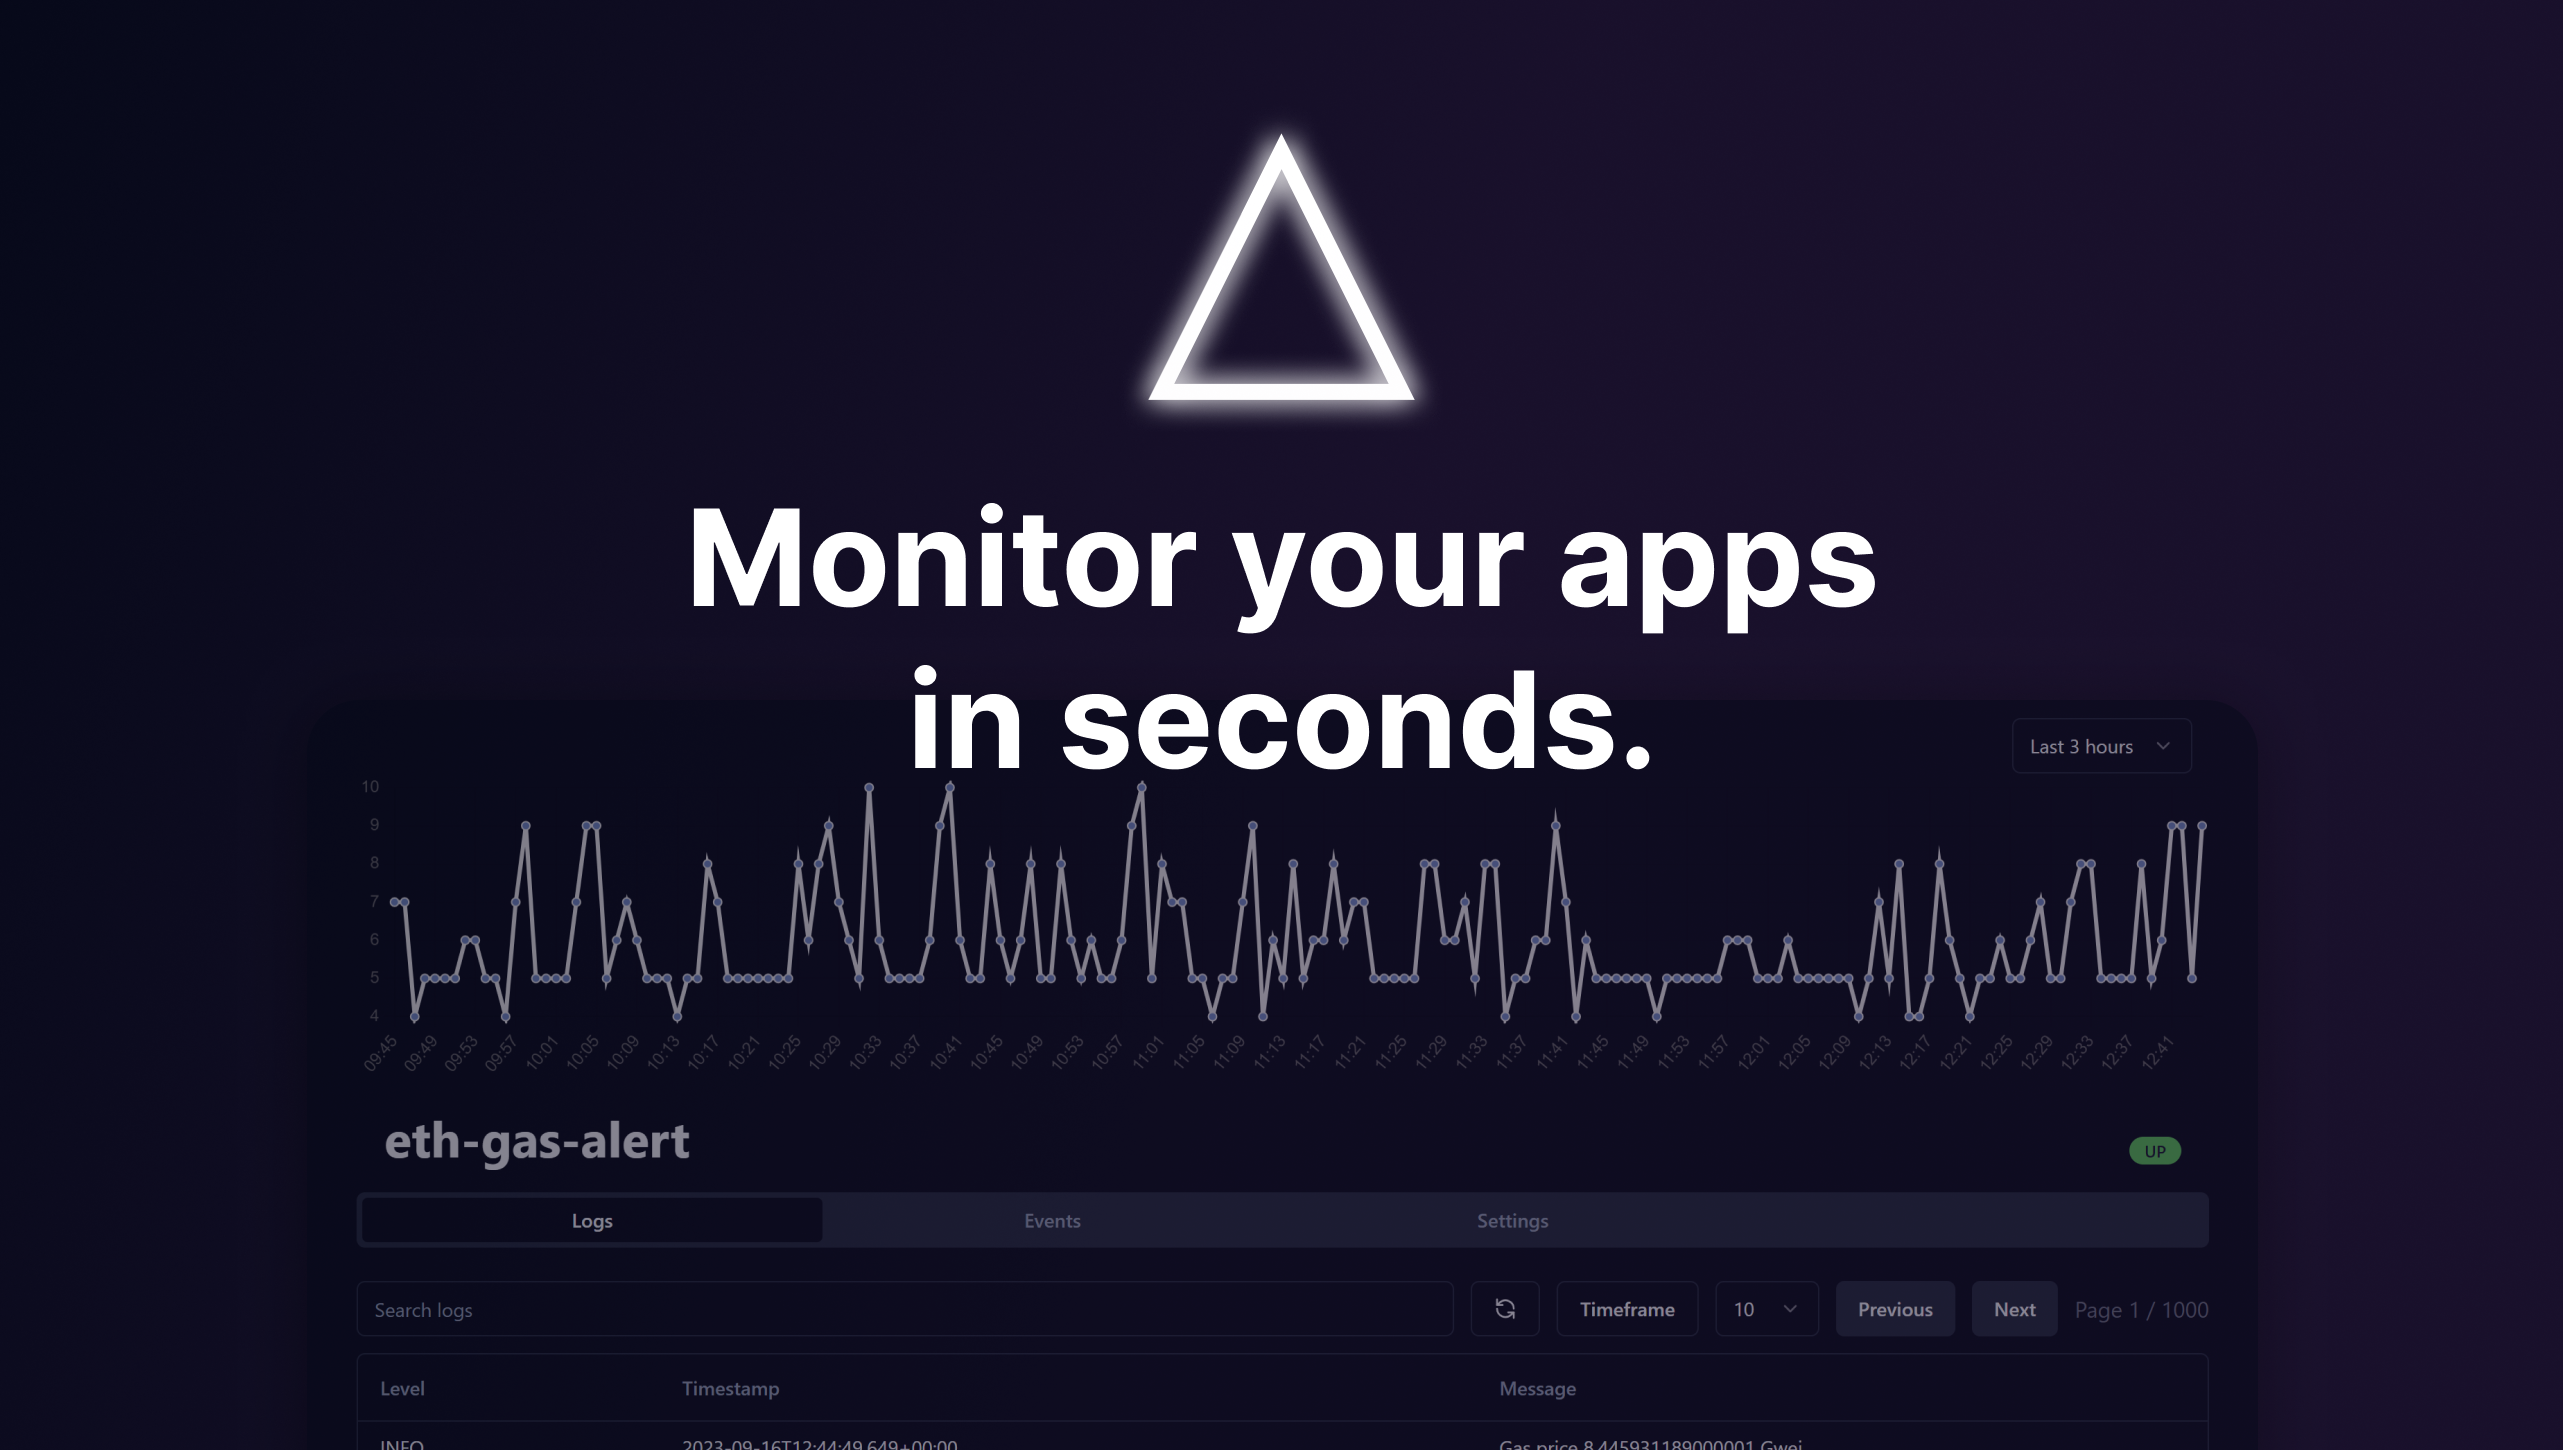 Monitor your apps
in seconds.
Last 3 hours
10
9
8
7
6
5
4
09:45 09:49 09:53 09:57 10:01 10:05 10:09 10:13 10:17 10:21 10:25 10:29 10:33 10:37 10:41 10:45 10:49 10:53 10:57 11:01 11:05 11:09 11:13 11:17 11:21 11:25 11:29 11:33 11:37 11:41 11:45 11:49 11:53 11:57 12:01 12:05 12:09 12:13 12:17 12:21 12:25 12:29 12:33 12:37 12:41
eth-gas-alert
UP
Logs Events Settings
Search logs Timeframe 10 Previous Next Page 1 / 1000
Level Timestamp Message
INFO 2023-09-16T12:44:49.649+00:00 Gas price 8.445931189000001 Gwei